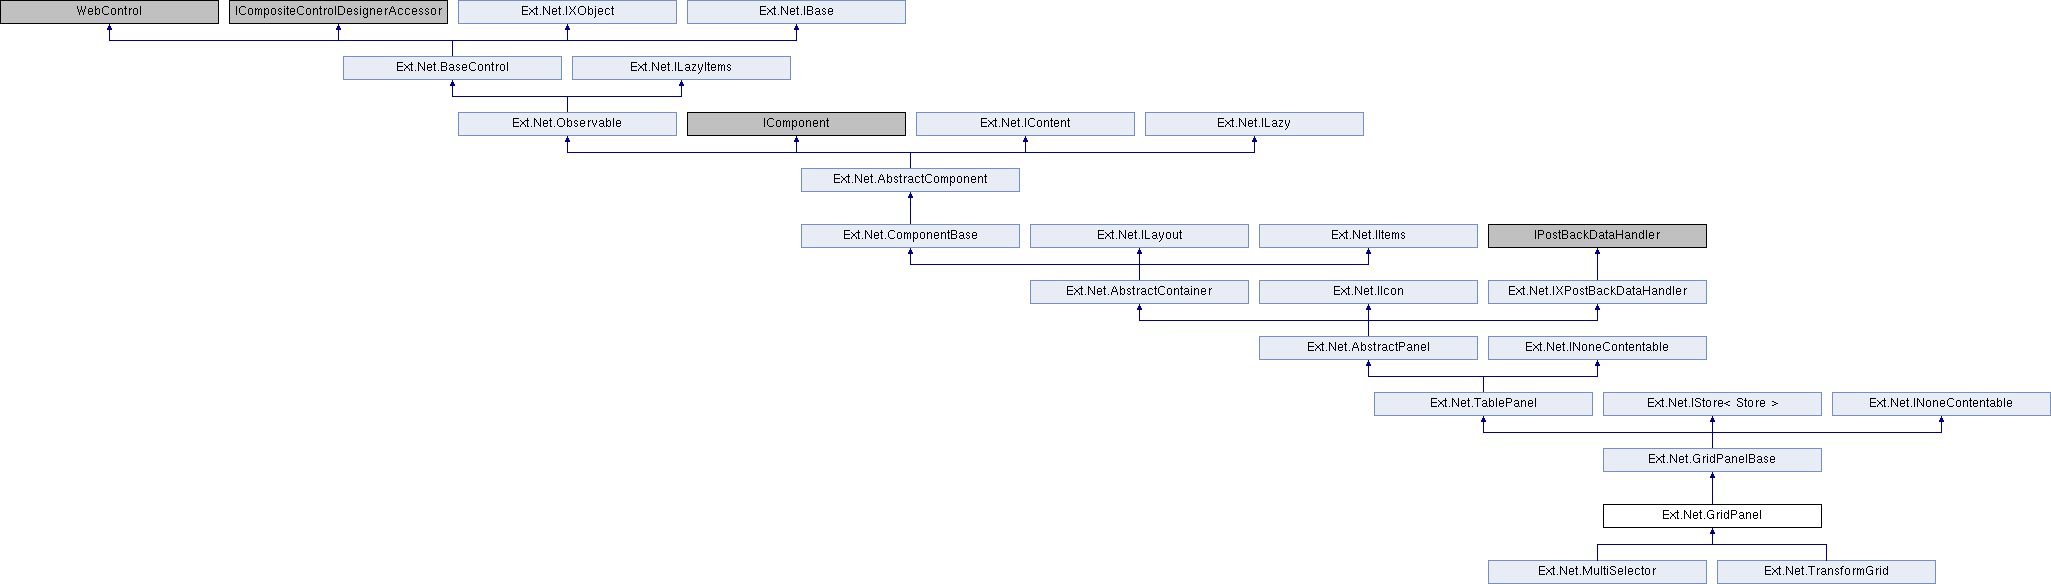 WebControl
ICompositeControlDesignerAccessor
Ext.Net.IXObject
Ext.Net.IBase
Ext.Net.BaseControl
Ext.Net.ILazyItems
Ext.Net.Observable
IComponent
Ext.Net.IContent
Ext.Net.ILazy
Ext.Net.AbstractComponent
Ext.Net.ComponentBase
Ext.Net.ILayout
Ext.Net.IItems
IPostBackDataHandler
Ext.Net.AbstractContainer
Ext.Net.IIcon
Ext.Net.IXPostBackDataHandler
Ext.Net.AbstractPanel
Ext.Net.INoneContentable
Ext.Net.TablePanel
Ext.Net.IStore< Store >
Ext.Net.INoneContentable
Ext.Net.GridPanelBase
Ext.Net.GridPanel
Ext.Net.MultiSelector
Ext.Net.TransformGrid